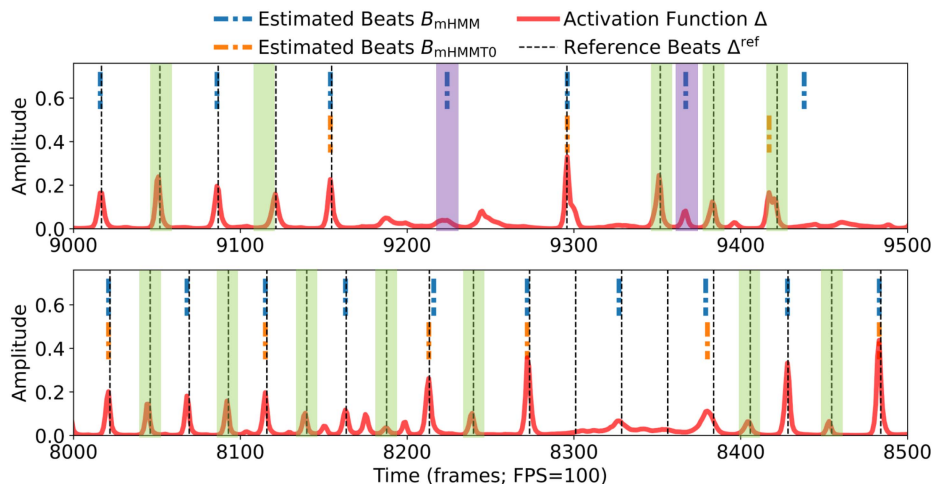 Estimated Beats B_mHMM Activation Function Δ
Estimated Beats B_mHMMT0 Reference Beats Δ^ref
Amplitude
0.6
0.4
0.2
0.0
9000 9100 9200 9300 9400 9500
Amplitude
0.6
0.4
0.2
0.0
8000 8100 8200 8300 8400 8500
Time (frames; FPS=100)